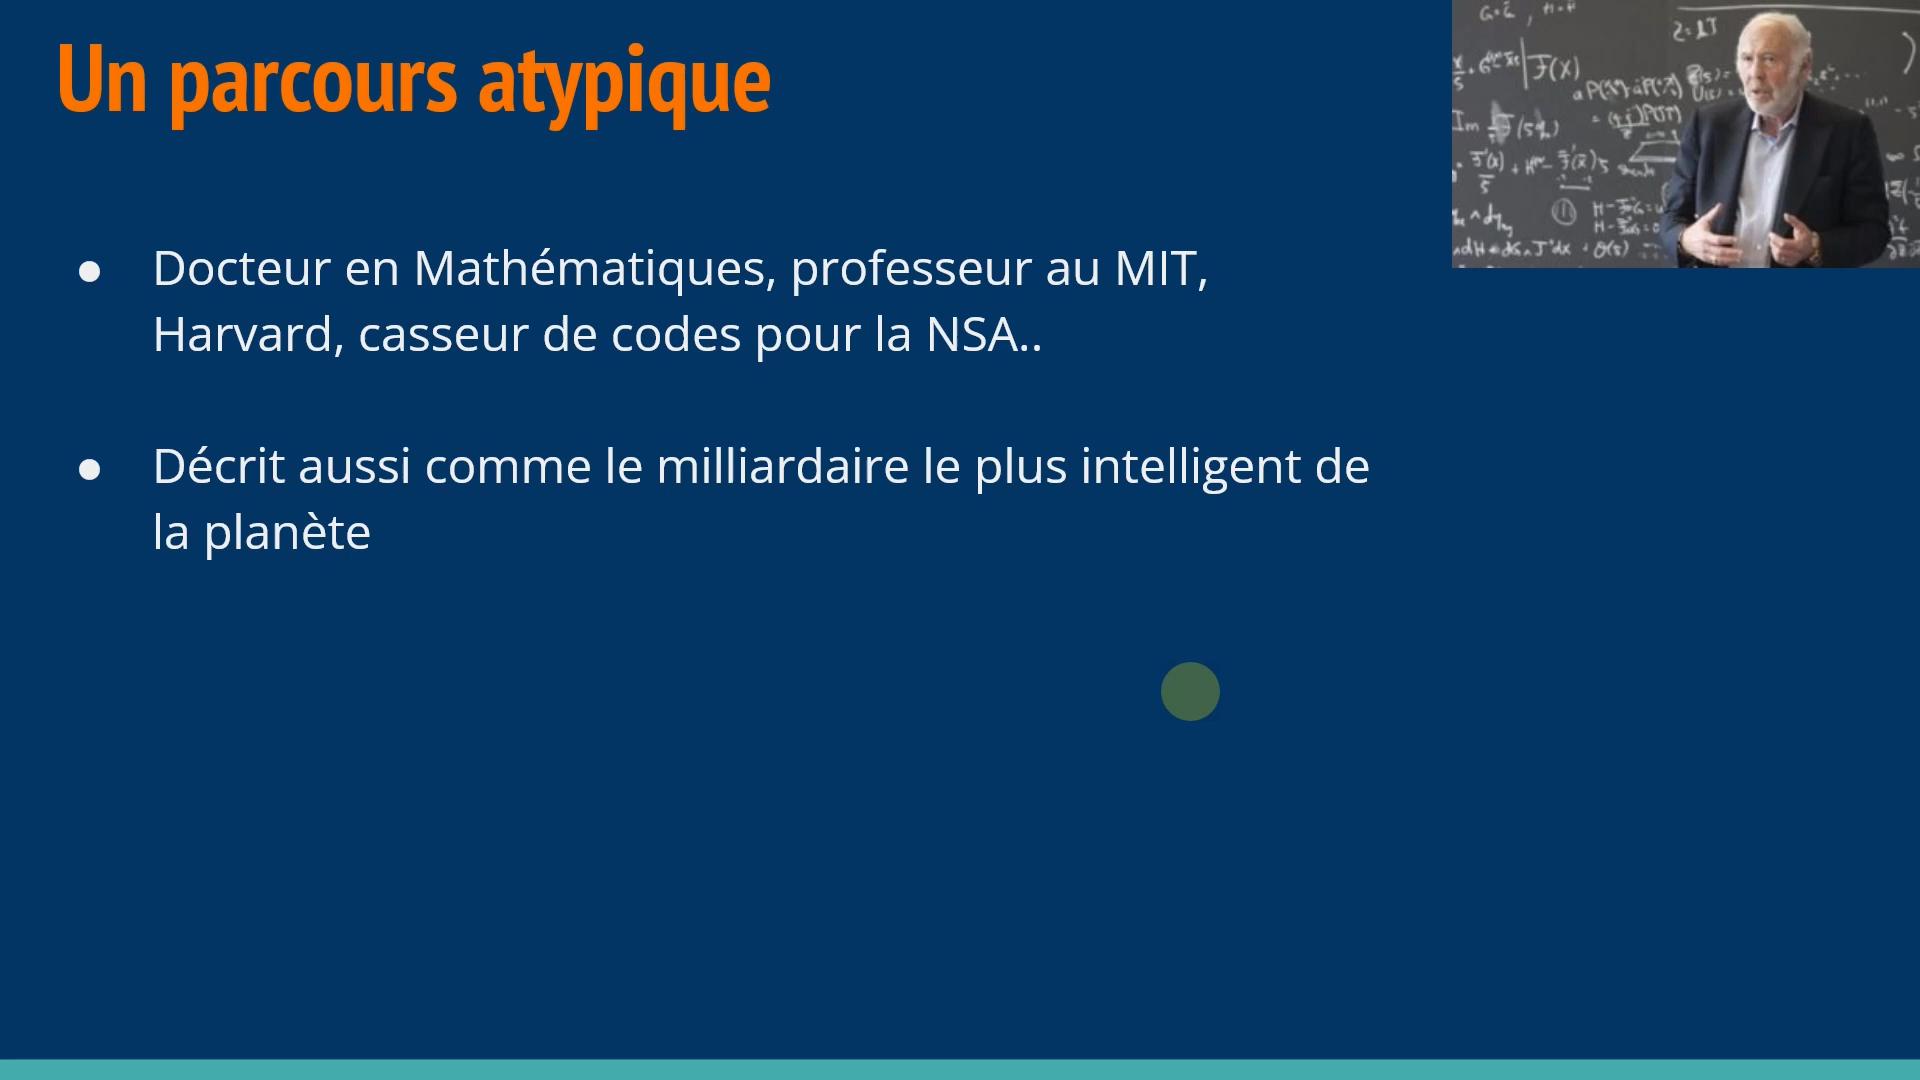 Un parcours atypique
● Docteur en Mathématiques, professeur au MIT,
Harvard, casseur de codes pour la NSA..
● Décrit aussi comme le milliardaire le plus intelligent de
la planète